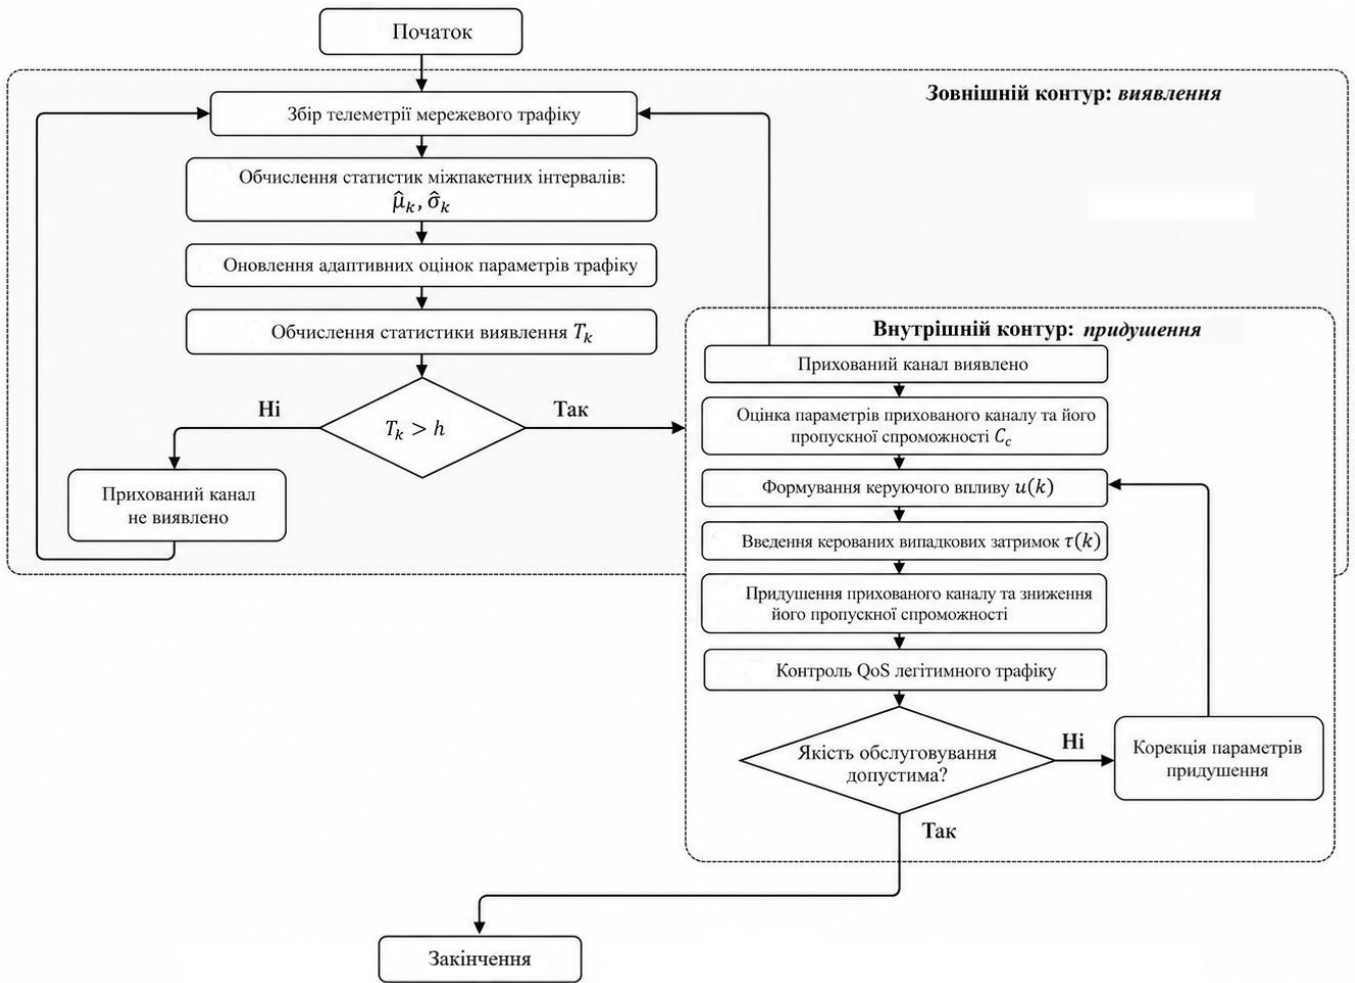 Початок
Зовнішній контур: виявлення
Збір телеметрії мережевого трафіку
Обчислення статистик міжпакетних інтервалів:
μ̂ₖ, σ̂ₖ
Оновлення адаптивних оцінок параметрів трафіку
Обчислення статистики виявлення Tₖ
Ні
Tₖ > h
Так
Прихований канал
не виявлено
Внутрішній контур: придушення
Прихований канал виявлено
Оцінка параметрів прихованого каналу та його
пропускної спроможності C_c
Формування керуючого впливу u(k)
Введення керованих випадкових затримок τ(k)
Придушення прихованого каналу та зниження
його пропускної спроможності
Контроль QoS легітимного трафіку
Якість обслуговування
допустима?
Ні
Корекція параметрів
придушення
Так
Закінчення